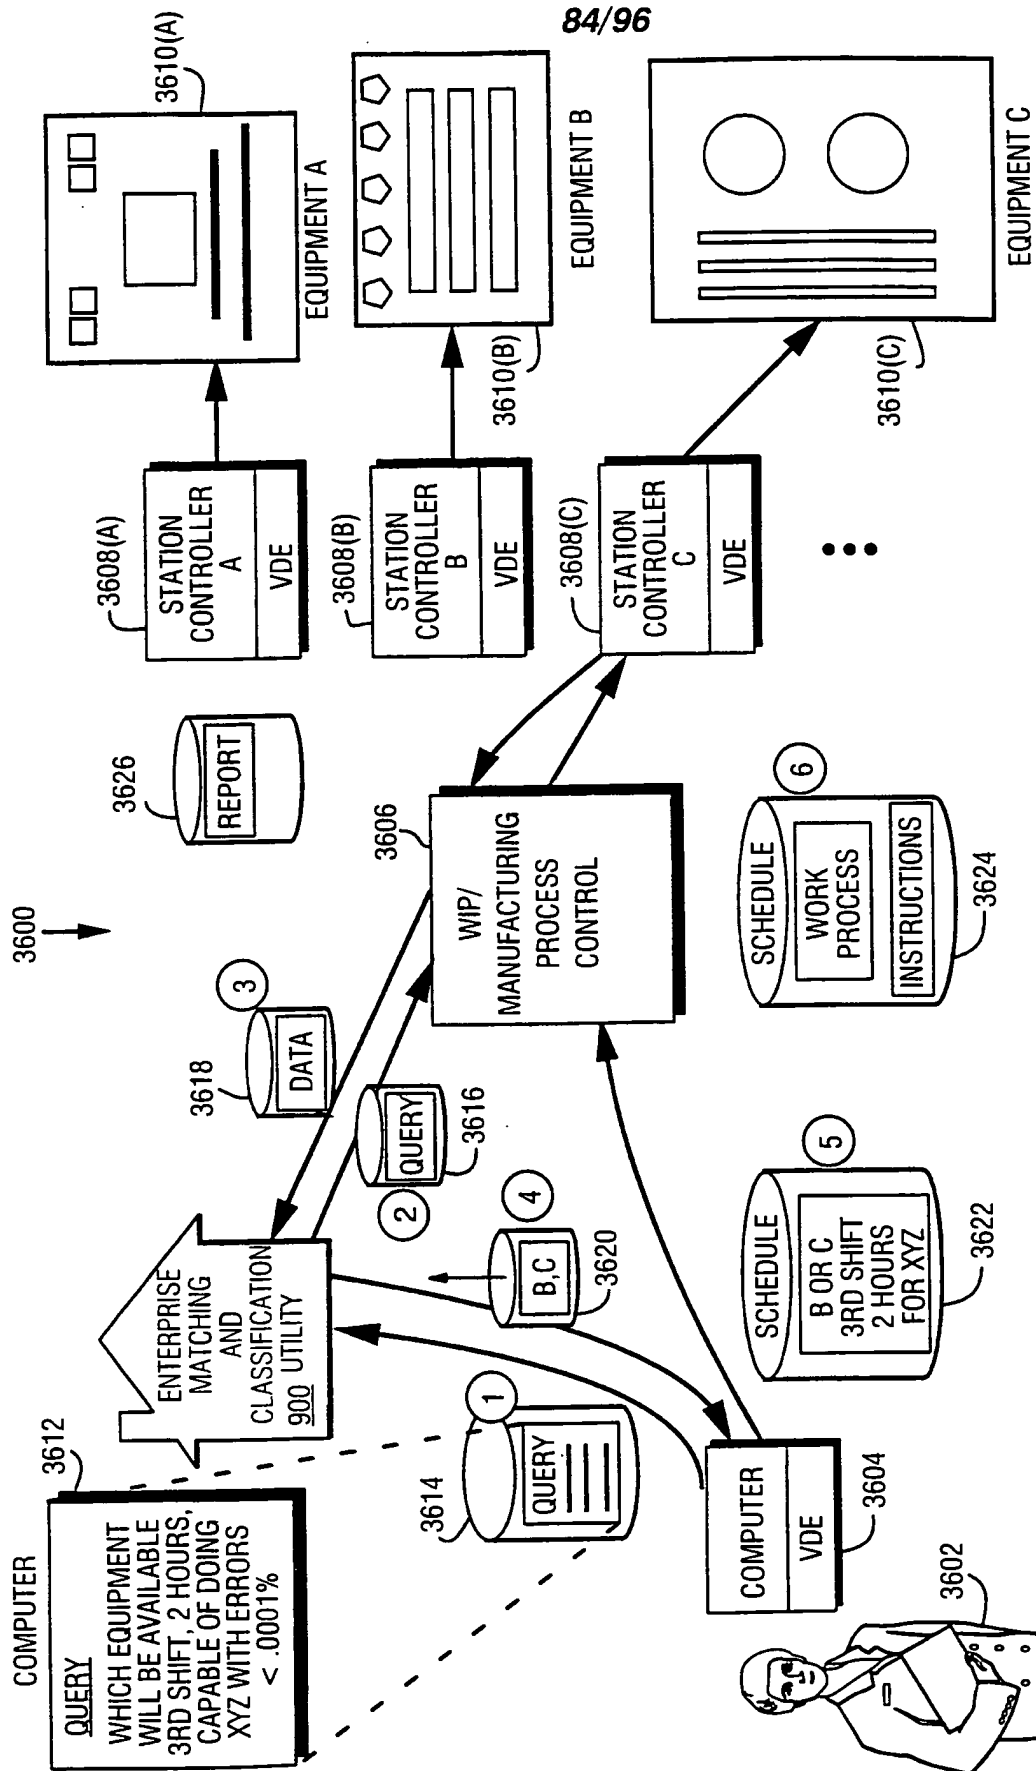 84/96
3600
COMPUTER
QUERY
WHICH EQUIPMENT
WILL BE AVAILABLE
3RD SHIFT, 2 HOURS,
CAPABLE OF DOING
XYZ WITH ERRORS
< .0001%
3612
ENTERPRISE
MATCHING
AND
CLASSIFICATION
900 UTILITY
3614
1
QUERY
3618
DATA
3
2
QUERY
3616
4
B,C
3620
COMPUTER
VDE
3604
3602
SCHEDULE
B OR C
3RD SHIFT
2 HOURS
FOR XYZ
5
3622
3606
WIP/
MANUFACTURING
PROCESS
CONTROL
3626
REPORT
SCHEDULE
WORK
PROCESS
INSTRUCTIONS
6
3624
3608(A)
STATION
CONTROLLER
A
VDE
3608(B)
STATION
CONTROLLER
B
VDE
3608(C)
STATION
CONTROLLER
C
VDE
3610(A)
EQUIPMENT A
3610(B)
EQUIPMENT B
3610(C)
EQUIPMENT C